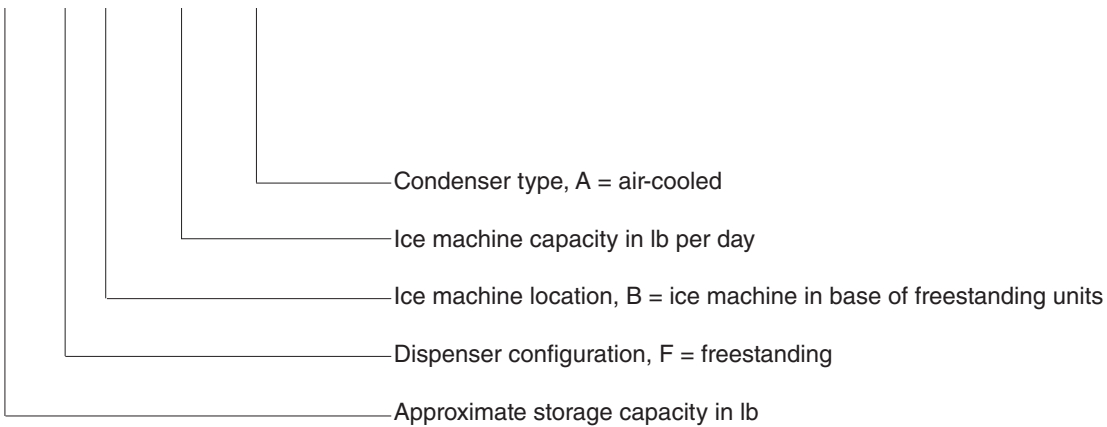 Condenser type, A = air-cooled
Ice machine capacity in lb per day
Ice machine location, B = ice machine in base of freestanding units
Dispenser configuration, F = freestanding
Approximate storage capacity in lb